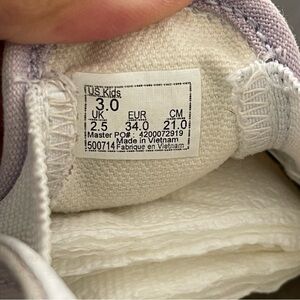 US Kids
3.0
UK EUR CM
2.5 34.0 21.0
Master PO# : 4200072919
Made in Vietnam
500714 Fabriqué en Vietnam